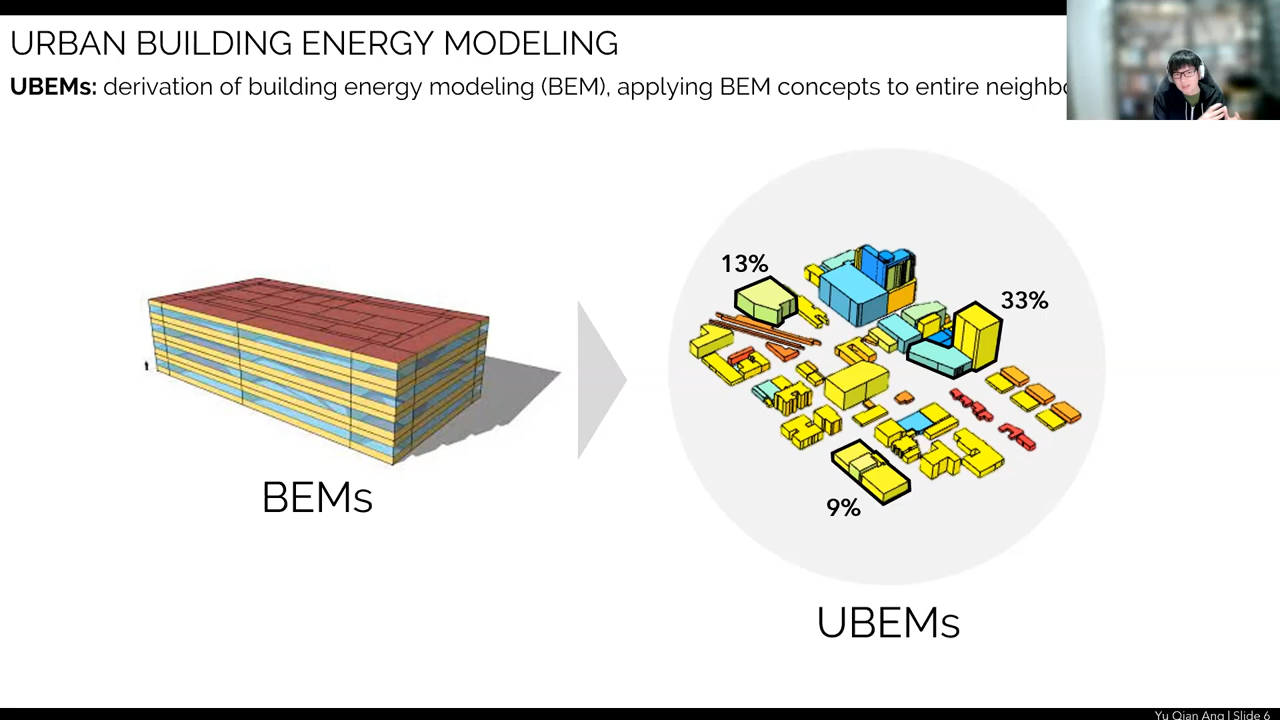 URBAN BUILDING ENERGY MODELING
UBEMs: derivation of building energy modeling (BEM), applying BEM concepts to entire
13%
33%
9%
BEMs
UBEMs
Yu Qian Ang | Slide 6